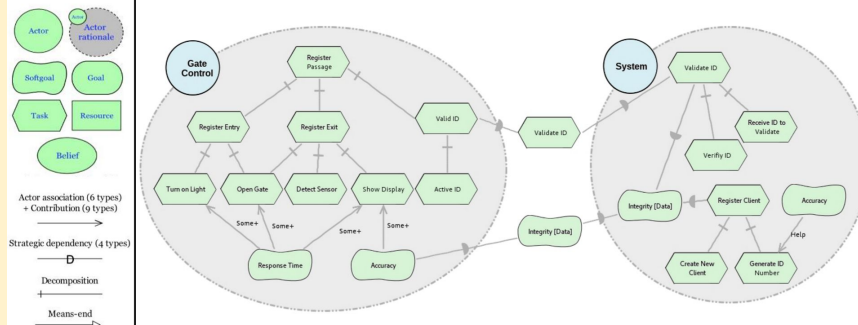 Actor
Actor
Actor
rationale
Softgoal
Goal
Task
Resource
Belief
Actor association (6 types)
+ Contribution (9 types)
Strategic dependency (4 types)
D
Decomposition
Means-end
Gate
Control
Register
Passage
Register Entry
Register Exit
Valid ID
Turn on Light
Open Gate
Detect Sensor
Show Display
Active ID
Some+
Some+
Some+
Some+
Response Time
Accuracy
Validate ID
Integrity [Data]
System
Validate ID
Receive ID to
Validate
Verifiy ID
Integrity [Data]
Register Client
Accuracy
Help
Create New
Client
Generate ID
Number